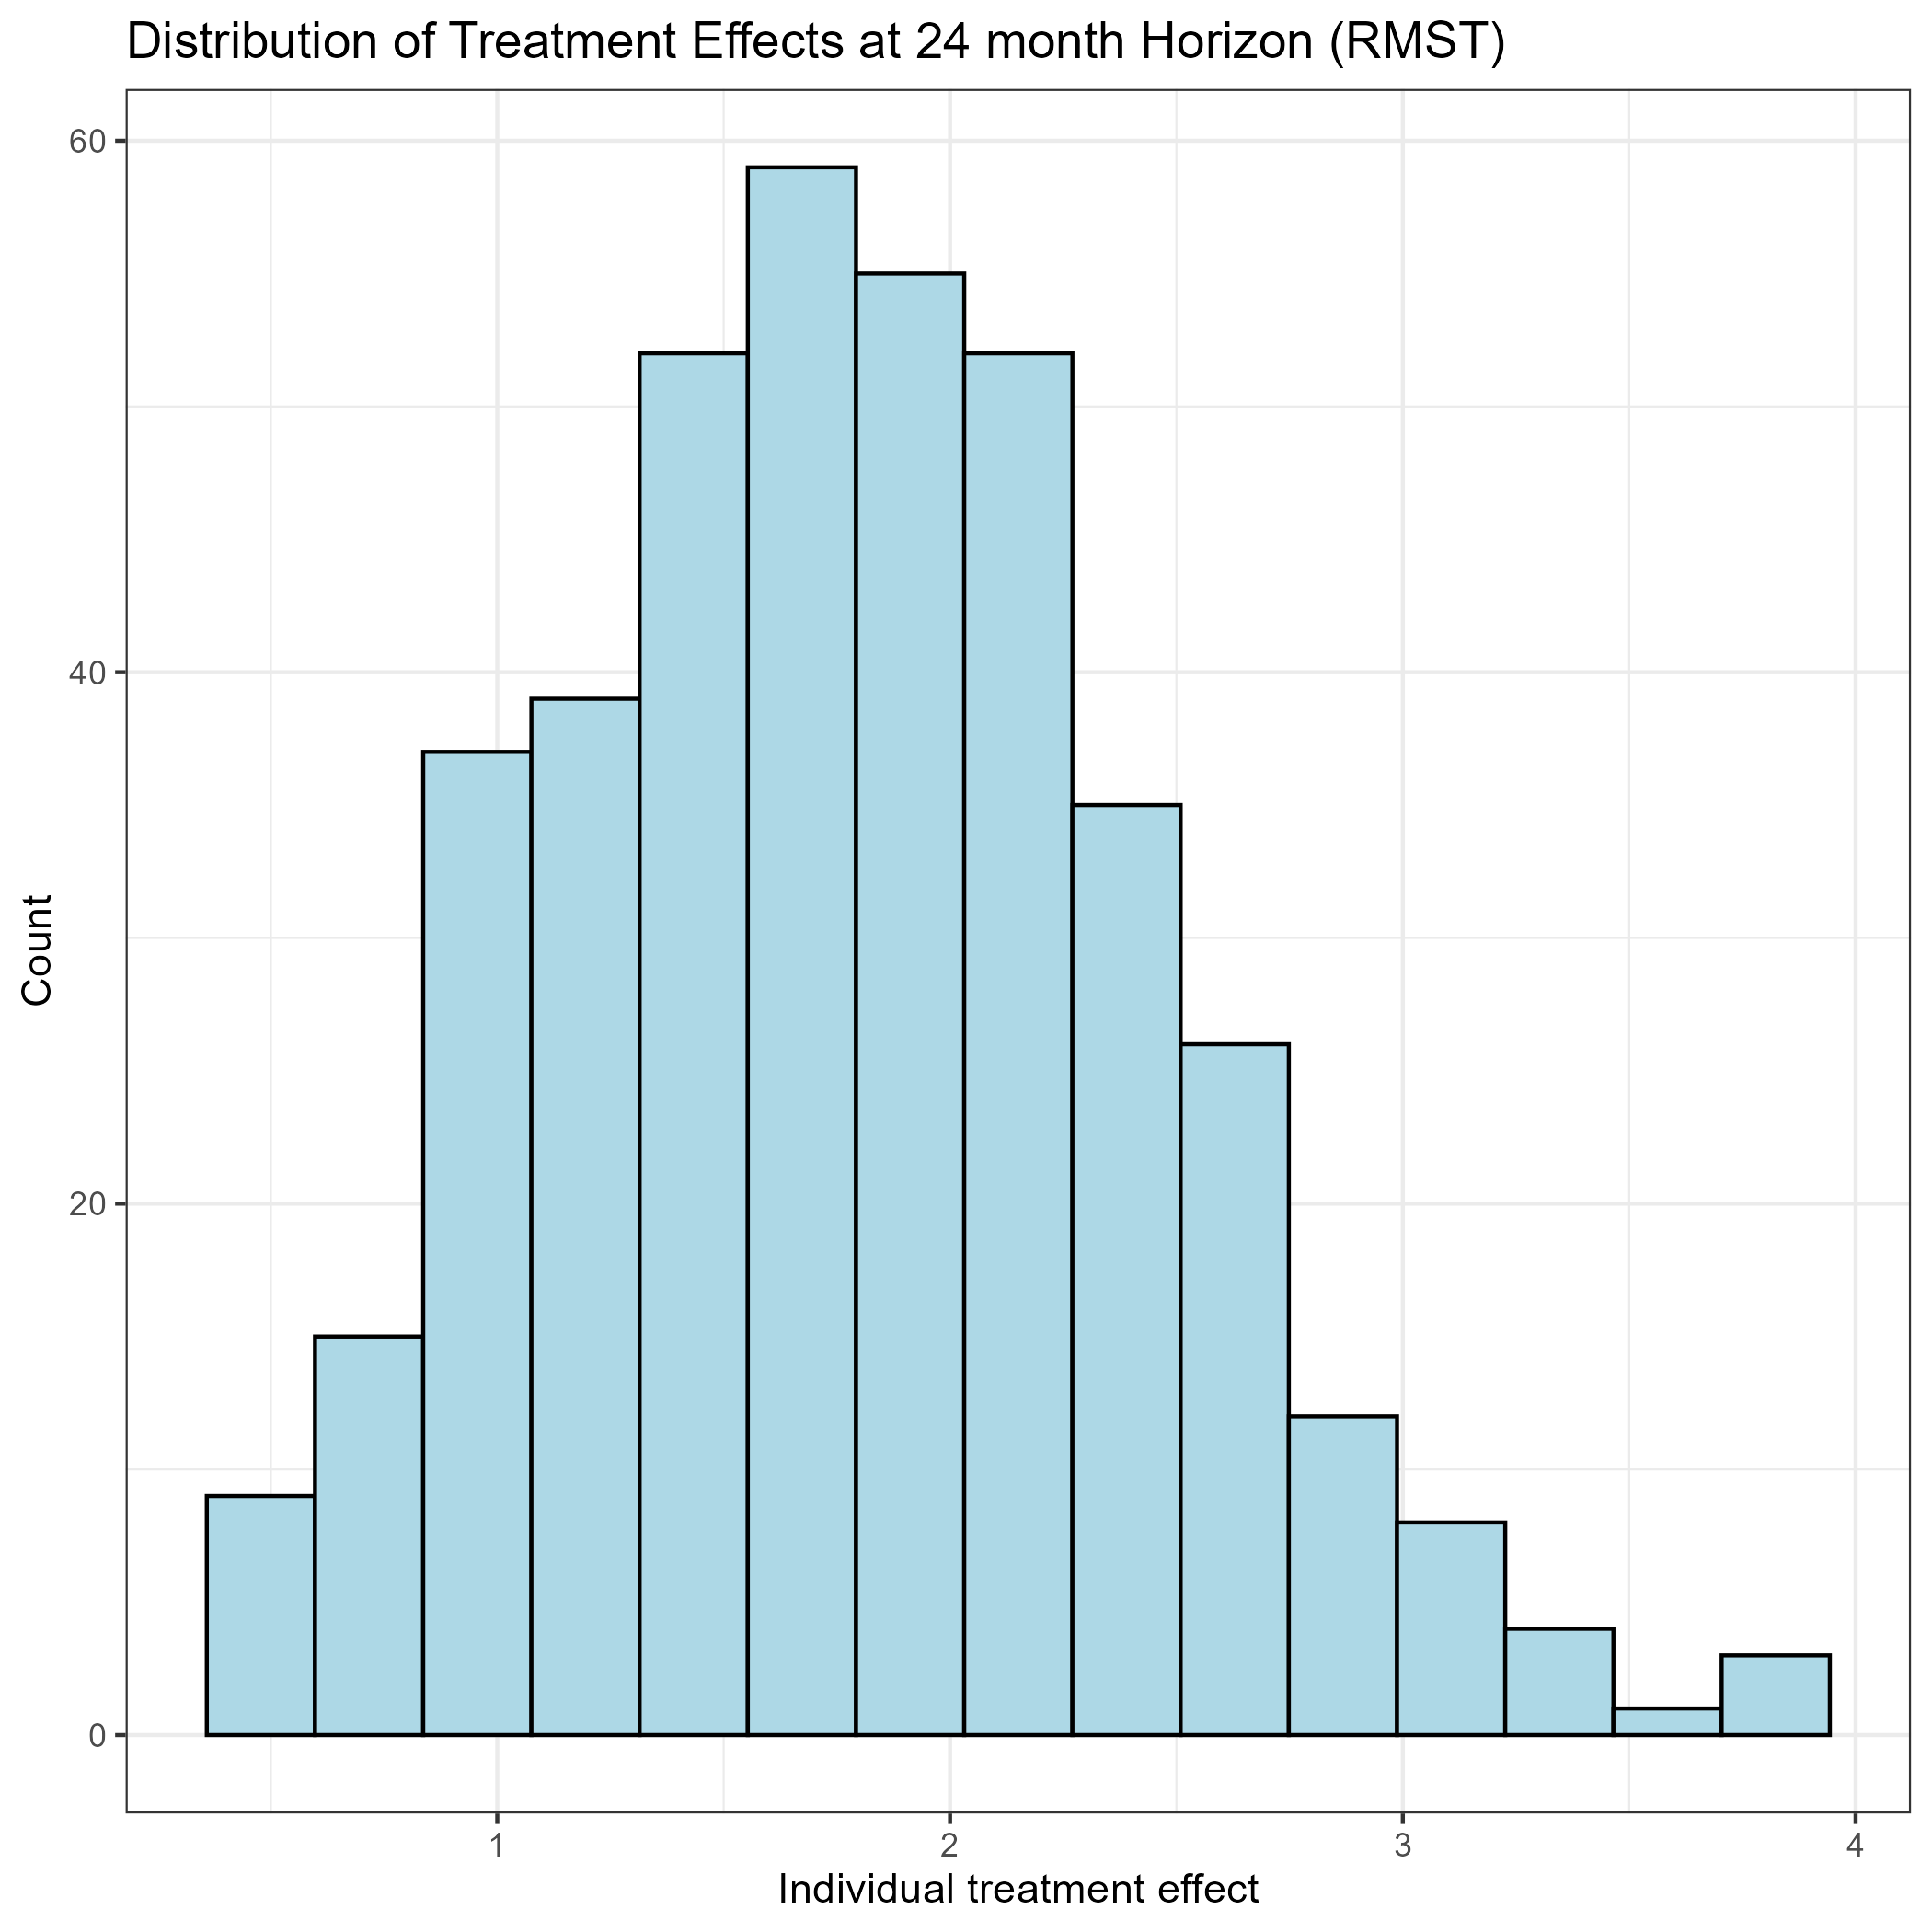 Distribution of Treatment Effects at 24 month Horizon (RMST)
60
40
20
0
Count
1 2 3 4
Individual treatment effect